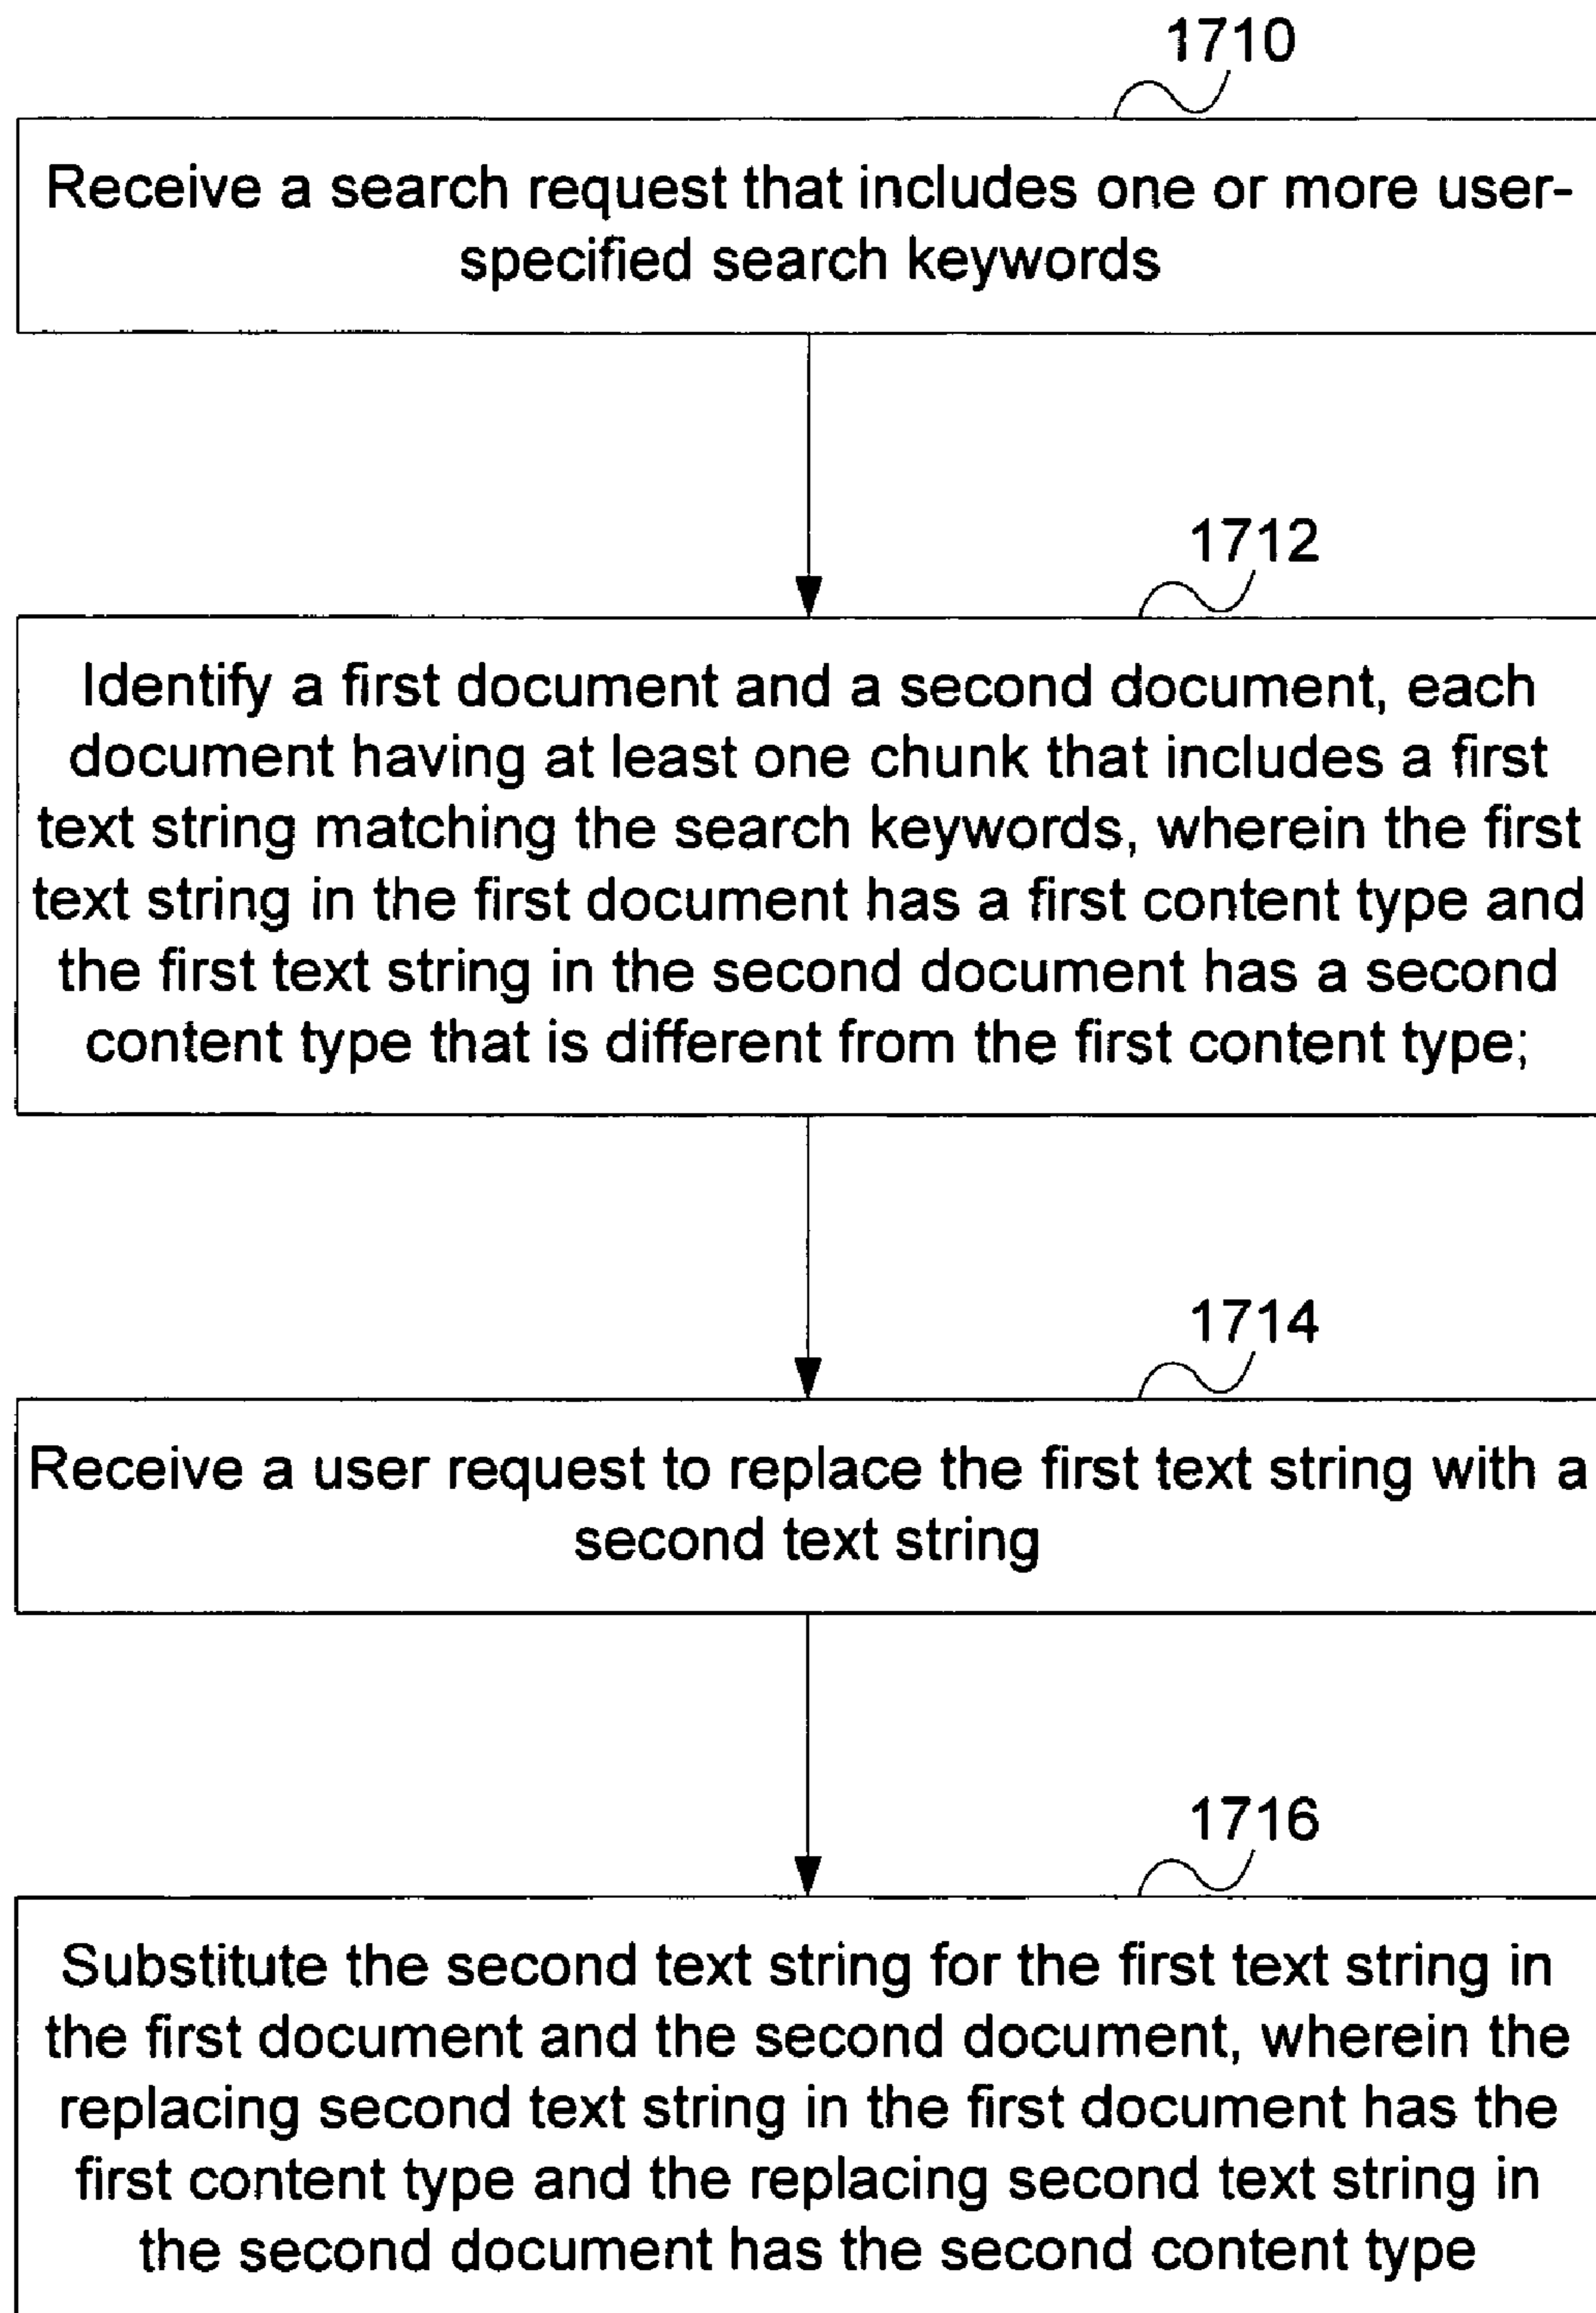 1710
Receive a search request that includes one or more user-
specified search keywords
1712
Identify a first document and a second document, each
document having at least one chunk that includes a first
text string matching the search keywords, wherein the first
text string in the first document has a first content type and
the first text string in the second document has a second
content type that is different from the first content type;
1714
Receive a user request to replace the first text string with a
second text string
1716
Substitute the second text string for the first text string in
the first document and the second document, wherein the
replacing second text string in the first document has the
first content type and the replacing second text string in
the second document has the second content type